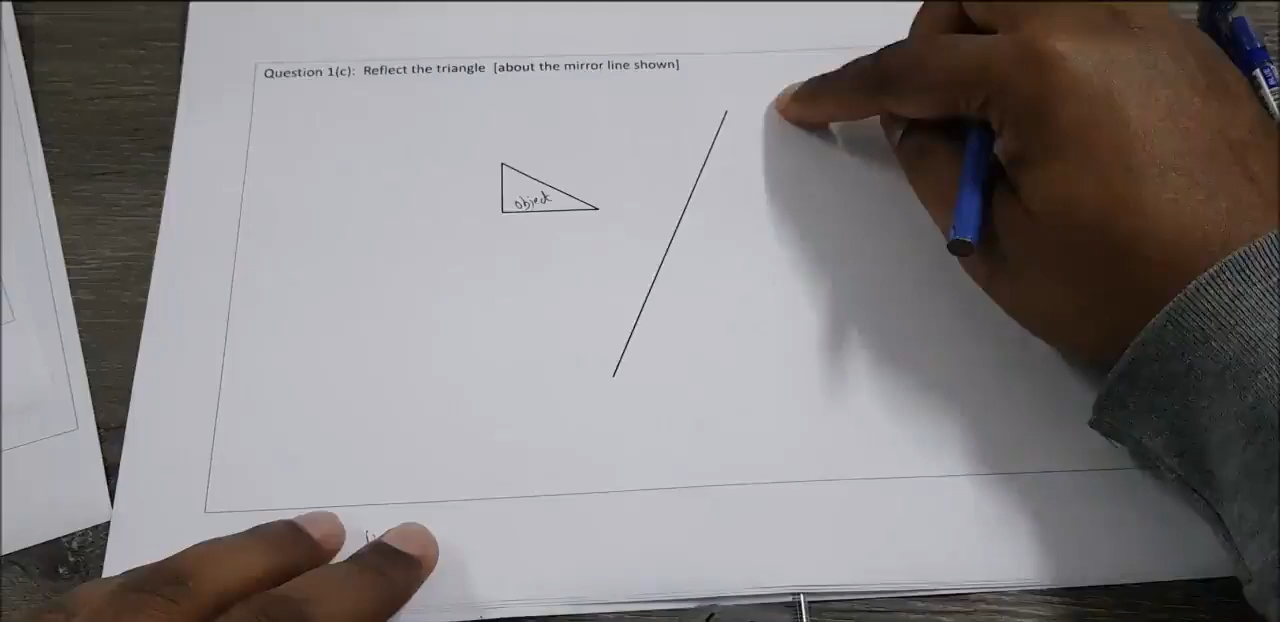 Question 1(c): Reflect the triangle [about the mirror line shown]
object